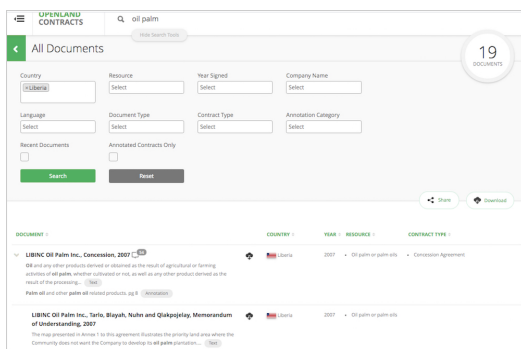 OPENLAND
CONTRACTS
oil palm
Hide Search Tools
All Documents
19
DOCUMENTS
Country
Resource
Year Signed
Company Name
×Liberia
Select
Select
Select
Language
Document Type
Contract Type
Annotation Category
Select
Select
Select
Select
Recent Documents
Annotated Contracts Only
Search
Reset
Share
Download
DOCUMENT
COUNTRY
YEAR
RESOURCE
CONTRACT TYPE
LIBINC Oil Palm Inc., Concession, 2007
Liberia
2007
• Oil palm or palm oils
• Concession Agreement
Oil and any other products derived or obtained as the result of agricultural or farming
activities of oil palm, whether cultivated or not, as well as any other product derived as the
result of the processing... Text
Palm oil and other palm oil related products, pg 8 Annotation
LIBINC Oil Palm Inc., Tarlo, Blayah, Nuhn and Qlakpojelay, Memorandum
of Understanding, 2007
Liberia
2007
• Oil palm or palm oils
The map presented in Annex 1 to this agreement illustrates the priority land area where the
Community does not want the Company to develop its oil palm plantation.... Text